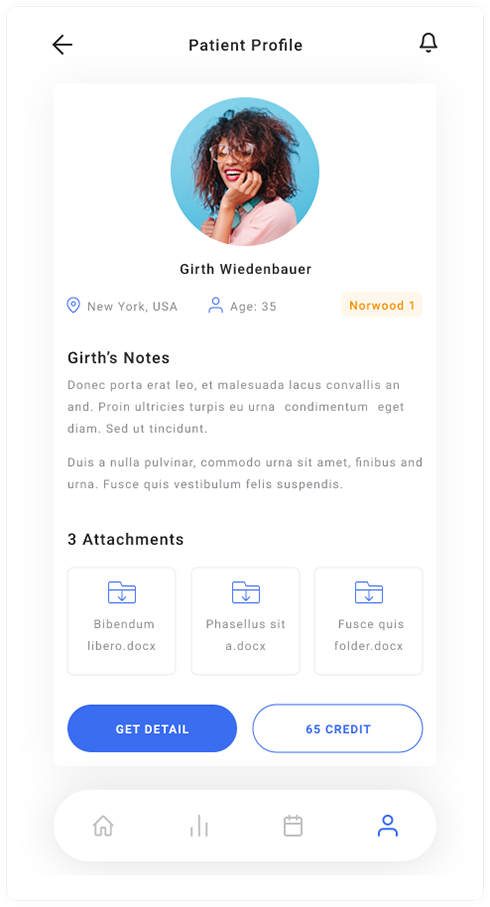 Patient Profile
Girth Wiedenbauer
New York, USA
Age: 35
Norwood 1
Girth’s Notes
Donec porta erat leo, et malesuada lacus convallis an
and. Proin ultricies turpis eu urna condimentum eget
diam. Sed ut tincidunt.
Duis a nulla pulvinar, commodo urna sit amet, finibus and
urna. Fusce quis vestibulum felis suspendis.
3 Attachments
Bibendum
libero.docx
Phasellus sit
a.docx
Fusce quis
folder.docx
GET DETAIL
65 CREDIT